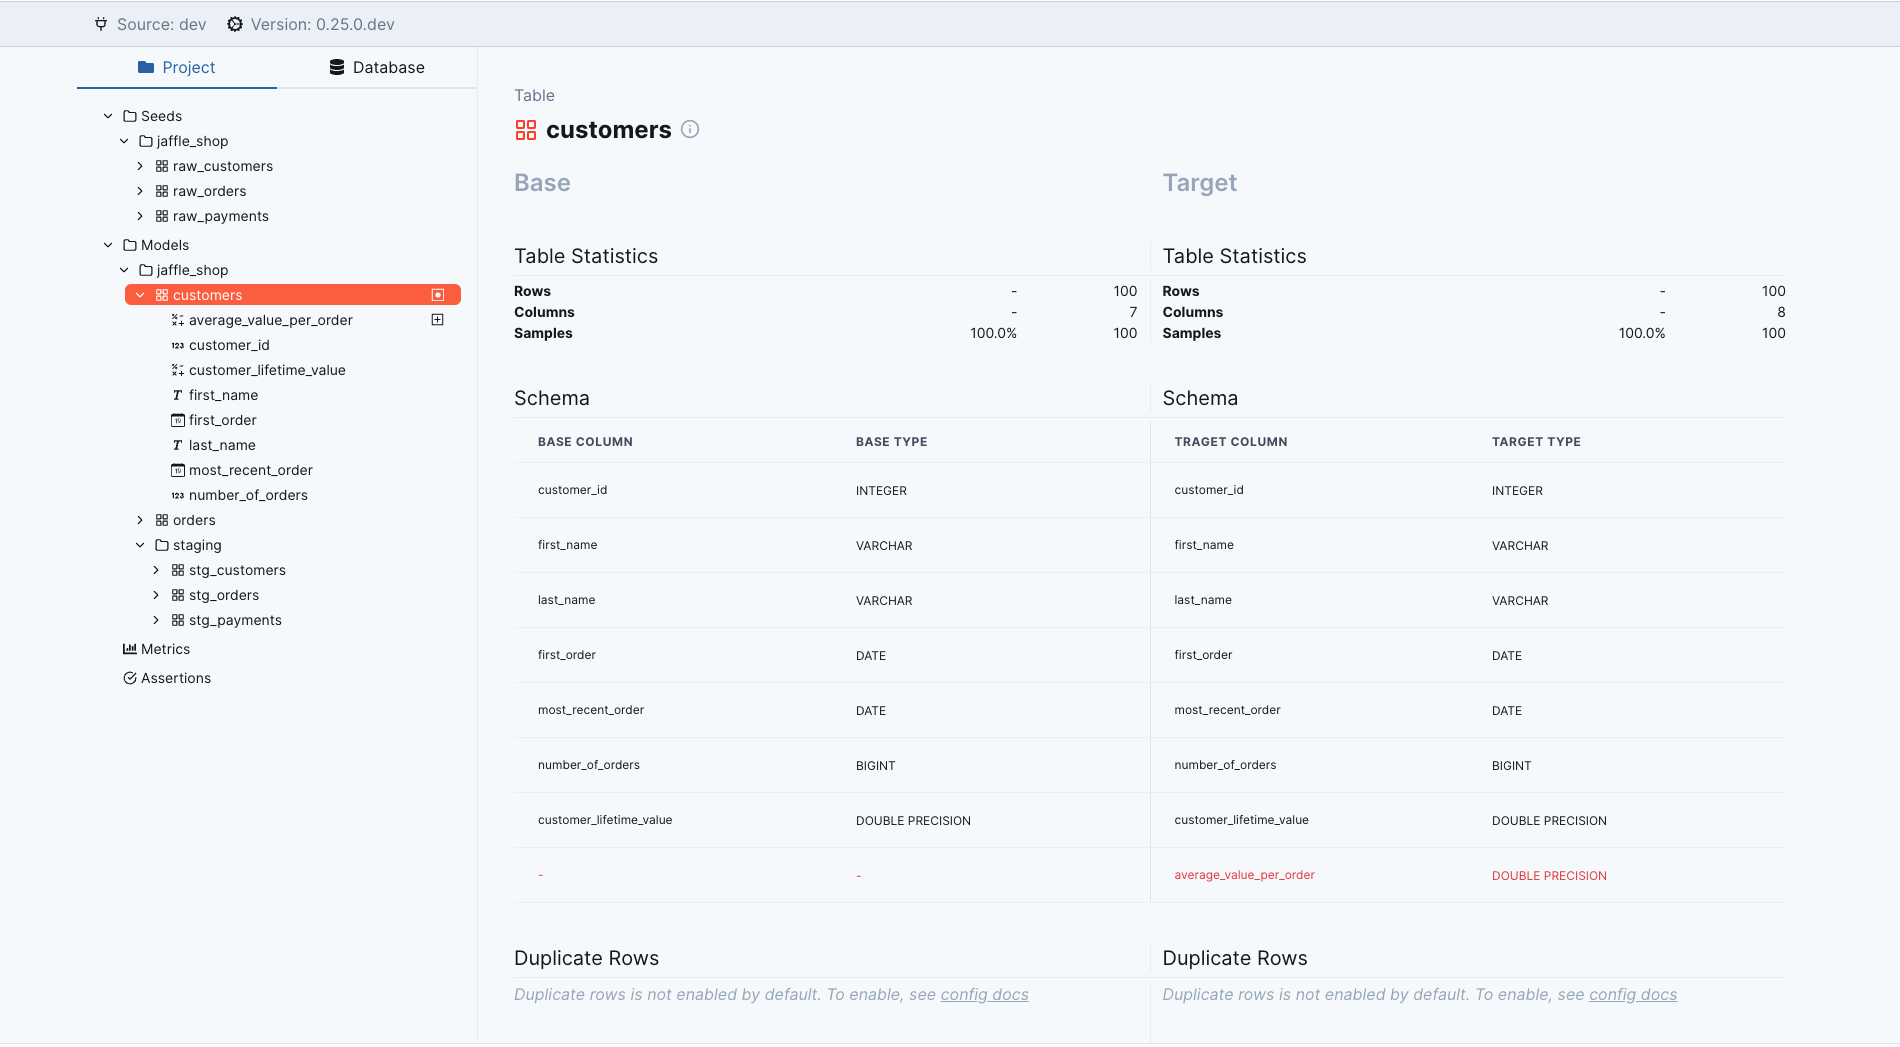 Source: dev Version: 0.25.0.dev
Project Database
Seeds
jaffle_shop
raw_customers
raw_orders
raw_payments
Models
jaffle_shop
customers
average_value_per_order
customer_id
customer_lifetime_value
first_name
first_order
last_name
most_recent_order
number_of_orders
orders
staging
stg_customers
stg_orders
stg_payments
Metrics
Assertions
Table
customers
Base Target
Table Statistics Table Statistics
Rows - 100 Rows - 100
Columns - 7 Columns - 8
Samples 100.0% 100 Samples 100.0% 100
Schema Schema
BASE COLUMN BASE TYPE TRAGET COLUMN TARGET TYPE
customer_id INTEGER customer_id INTEGER
first_name VARCHAR first_name VARCHAR
last_name VARCHAR last_name VARCHAR
first_order DATE first_order DATE
most_recent_order DATE most_recent_order DATE
number_of_orders BIGINT number_of_orders BIGINT
customer_lifetime_value DOUBLE PRECISION customer_lifetime_value DOUBLE PRECISION
- - average_value_per_order DOUBLE PRECISION
Duplicate Rows Duplicate Rows
Duplicate rows is not enabled by default. To enable, see config docs Duplicate rows is not enabled by default. To enable, see config docs